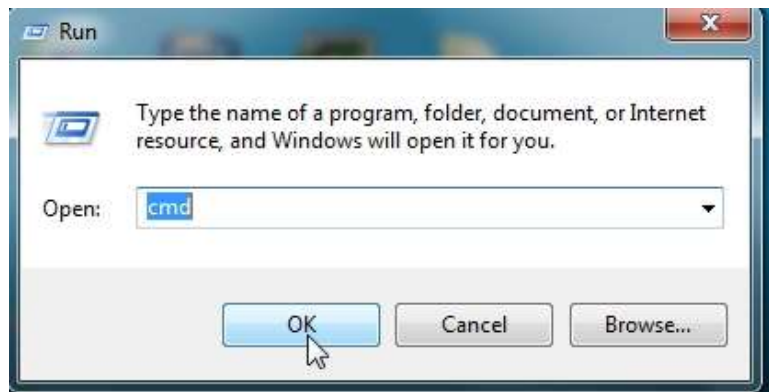 Run
Type the name of a program, folder, document, or Internet
resource, and Windows will open it for you.
Open: cmd
OK Cancel Browse...